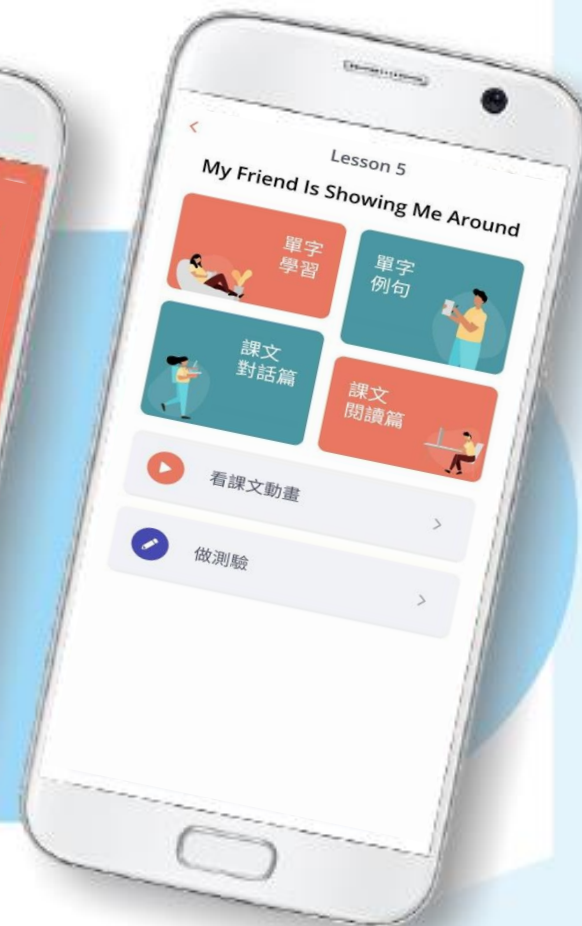 Lesson 5
My Friend Is Showing Me Around
單字
學習
單字
例句
課文
對話篇
課文
閱讀篇
看課文動畫
做測驗